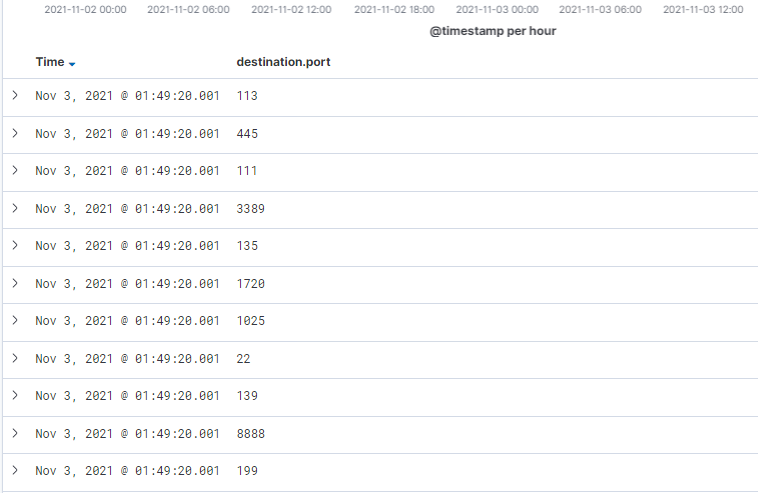 2021-11-02 00:00 2021-11-02 06:00 2021-11-02 12:00 2021-11-02 18:00 2021-11-03 00:00 2021-11-03 06:00 2021-11-03 12:00
@timestamp per hour
Time destination.port
Nov 3, 2021 @ 01:49:20.001 113
Nov 3, 2021 @ 01:49:20.001 445
Nov 3, 2021 @ 01:49:20.001 111
Nov 3, 2021 @ 01:49:20.001 3389
Nov 3, 2021 @ 01:49:20.001 135
Nov 3, 2021 @ 01:49:20.001 1720
Nov 3, 2021 @ 01:49:20.001 1025
Nov 3, 2021 @ 01:49:20.001 22
Nov 3, 2021 @ 01:49:20.001 139
Nov 3, 2021 @ 01:49:20.001 8888
Nov 3, 2021 @ 01:49:20.001 199